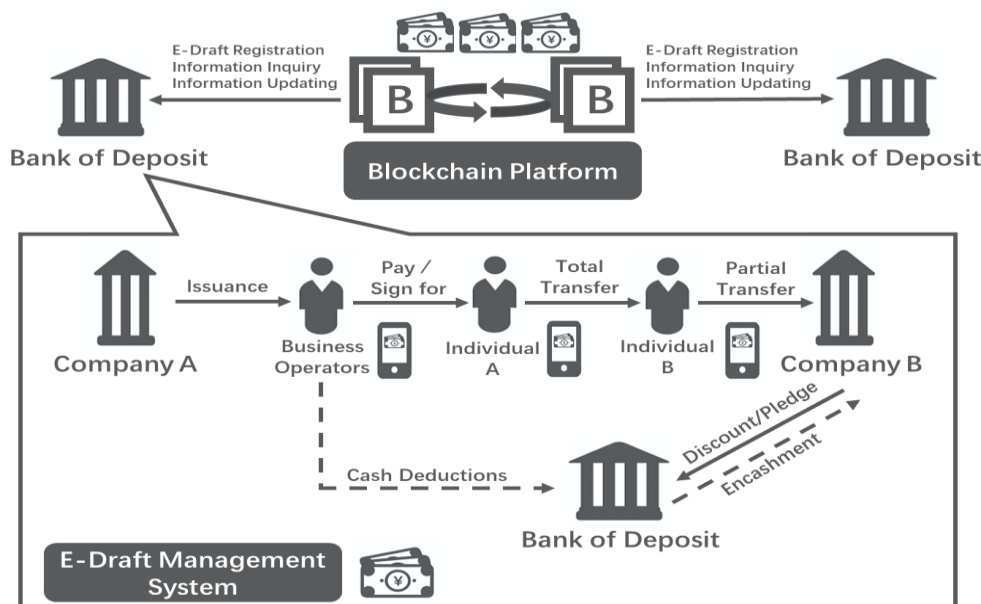 E-Draft Registration
Information Inquiry
Information Updating
E-Draft Registration
Information Inquiry
Information Updating
B
B
Bank of Deposit
Blockchain Platform
Bank of Deposit
Issuance
Pay /
Sign for
Total
Transfer
Partial
Transfer
Company A
Business
Operators
Individual
A
Individual
B
Company B
Discount/Pledge
Encashment
Cash Deductions
Bank of Deposit
E-Draft Management
System
¥
¥
¥
¥